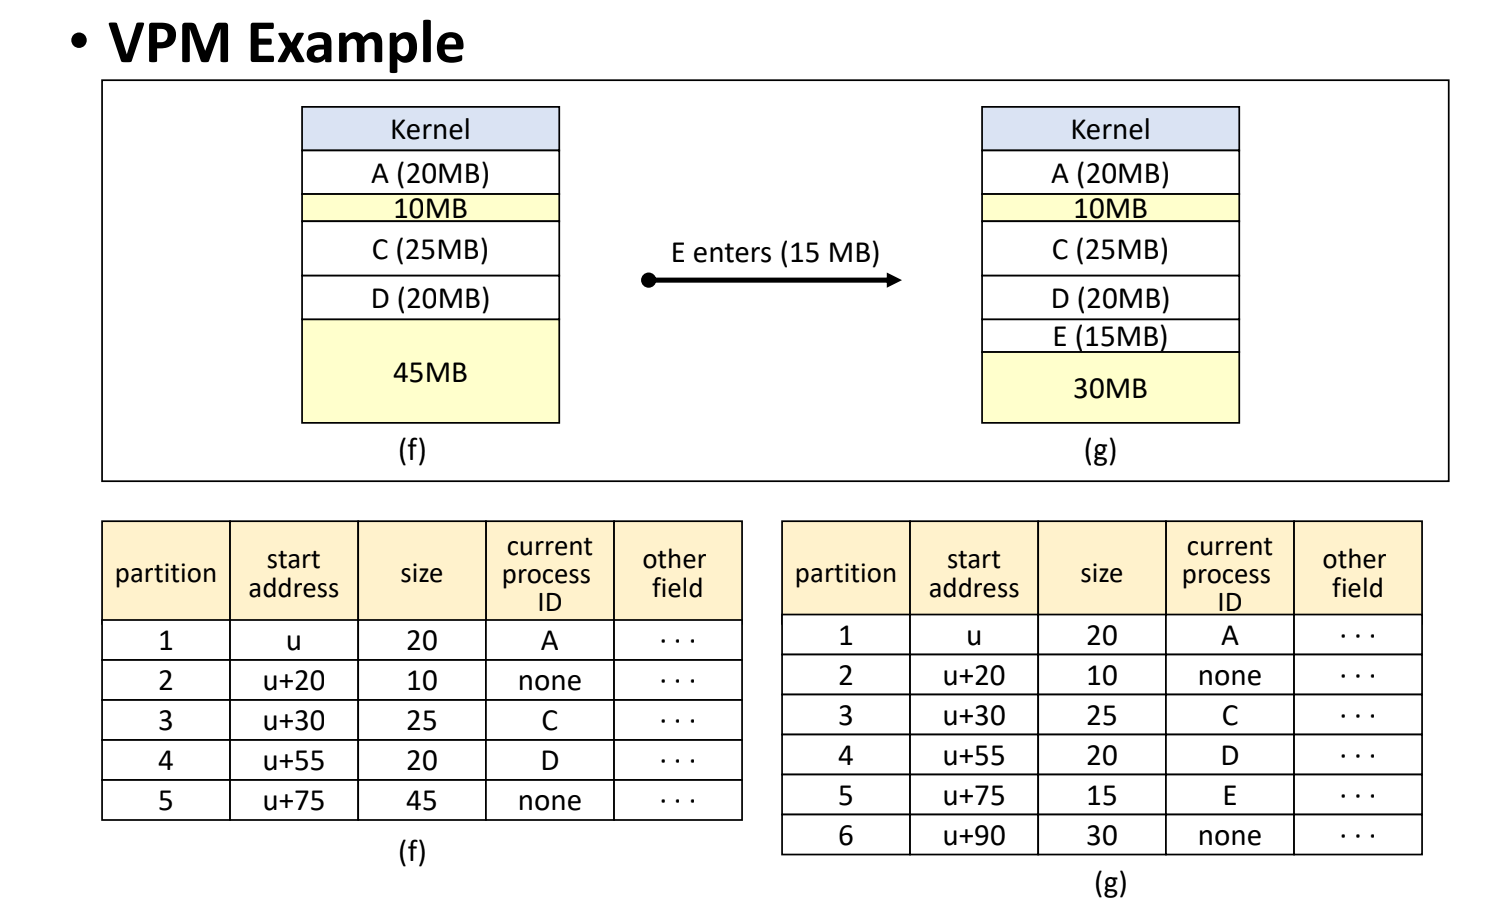 • VPM Example
Kernel
A (20MB)
10MB
C (25MB)
D (20MB)
45MB
(f)
E enters (15 MB)
Kernel
A (20MB)
10MB
C (25MB)
D (20MB)
E (15MB)
30MB
(g)
partition start address size current process ID other field
1 u 20 A ···
2 u+20 10 none ···
3 u+30 25 C ···
4 u+55 20 D ···
5 u+75 45 none ···
(f)
partition start address size current process ID other field
1 u 20 A ···
2 u+20 10 none ···
3 u+30 25 C ···
4 u+55 20 D ···
5 u+75 15 E ···
6 u+90 30 none ···
(g)